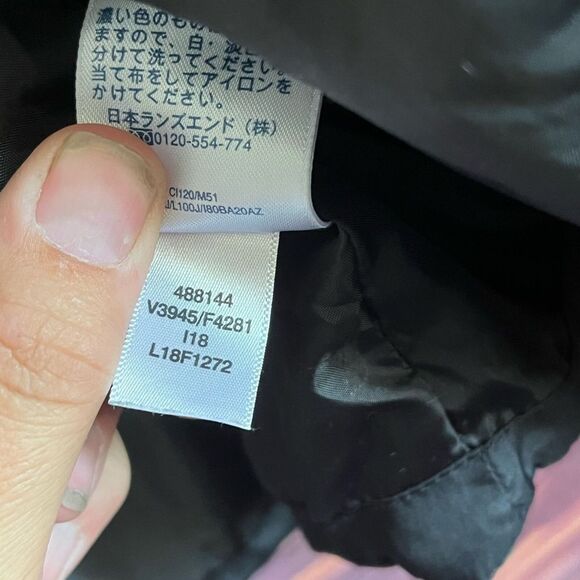 濃い色のもの
ますので、白・淡
分けて洗ってください。
当て布をしてアイロンを
かけてください。
日本ランズエンド（株）
0120-554-774
CI120/M51
/L100J/I80BA20AZ
488144
V3945/F4281
I18
L18F1272